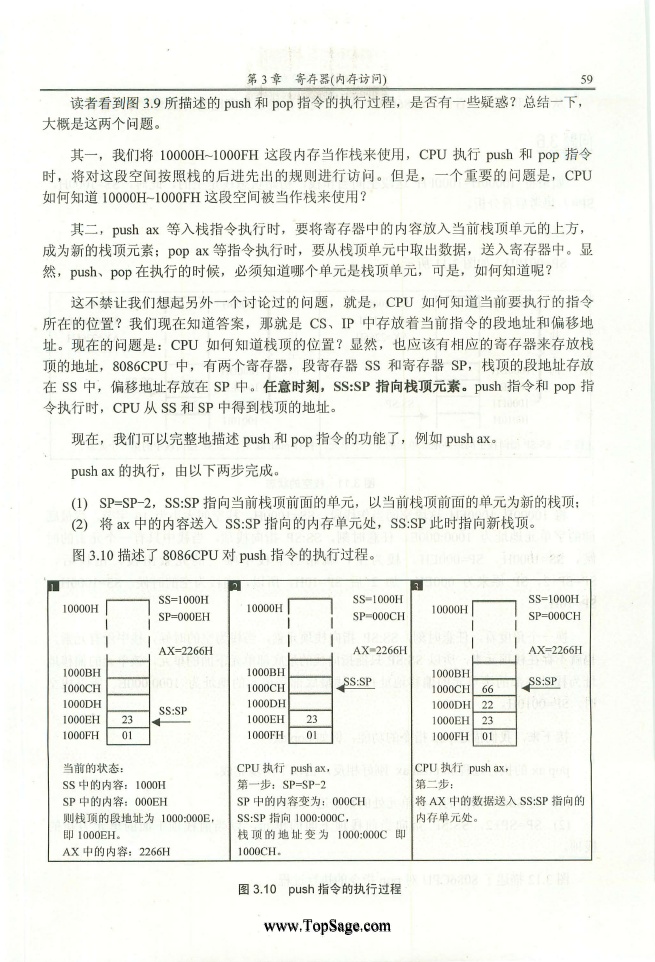 第 3 章 寄存器(内存访问) 59
读者看到图 3.9 所描述的 push 和 pop 指令的执行过程，是否有一些疑惑？总结一下，
大概是这两个问题。
其一，我们将 10000H~1000FH 这段内存当作栈来使用，CPU 执行 push 和 pop 指令
时，将对这段空间按照栈的后进先出的规则进行访问。但是，一个重要的问题是，CPU
如何知道 10000H~1000FH 这段空间被当作栈来使用？
其二，push ax 等入栈指令执行时，要将寄存器中的内容放入当前栈顶单元的上方，
成为新的栈顶元素；pop ax 等指令执行时，要从栈顶单元中取出数据，送入寄存器中。显
然，push、pop 在执行的时候，必须知道哪个单元是栈顶单元，可是，如何知道呢？
这不禁让我们想起另外一个讨论过的问题，就是，CPU 如何知道当前要执行的指令
所在的位置？我们现在知道答案，那就是 CS、IP 中存放着当前指令的段地址和偏移地
址。现在的问题是：CPU 如何知道栈顶的位置？显然，也应该有相应的寄存器来存放栈
顶的地址，8086CPU 中，有两个寄存器，段寄存器 SS 和寄存器 SP，栈顶的段地址存放
在 SS 中，偏移地址存放在 SP 中。任意时刻，SS:SP 指向栈顶元素。push 指令和 pop 指
令执行时，CPU 从 SS 和 SP 中得到栈顶的地址。
现在，我们可以完整地描述 push 和 pop 指令的功能了，例如 push ax。
push ax 的执行，由以下两步完成。
(1) SP=SP-2，SS:SP 指向当前栈顶前面的单元，以当前栈顶前面的单元为新的栈顶；
(2) 将 ax 中的内容送入 SS:SP 指向的内存单元处，SS:SP 此时指向新栈顶。
图 3.10 描述了 8086CPU 对 push 指令的执行过程。
1
10000H
SS=1000H
SP=000EH
AX=2266H
1000BH
1000CH
1000DH
1000EH 23
SS:SP
1000FH 01
当前的状态：
SS 中的内容：1000H
SP 中的内容：000EH
则栈顶的段地址为 1000:000E，
即 1000EH。
AX 中的内容：2266H
2
10000H
SS=1000H
SP=000CH
AX=2266H
1000BH
1000CH
SS:SP
1000DH
1000EH 23
1000FH 01
CPU 执行 push ax，
第一步：SP=SP-2
SP 中的内容变为：000CH
SS:SP 指向 1000:000C，
栈顶的地址变为 1000:000C 即
1000CH。
3
10000H
SS=1000H
SP=000CH
AX=2266H
1000BH
1000CH 66
SS:SP
1000DH 22
1000EH 23
1000FH 01
CPU 执行 push ax，
第二步：
将 AX 中的数据送入 SS:SP 指向的
内存单元处。
图 3.10 push 指令的执行过程
www.TopSage.com